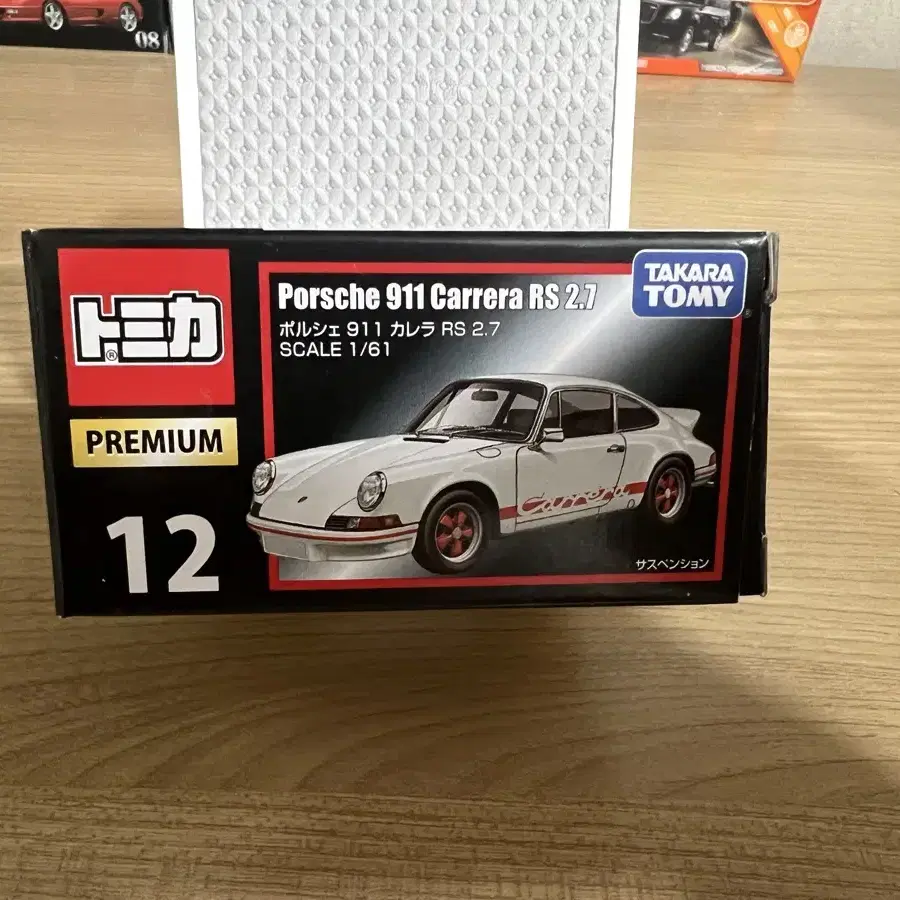 08
トミカ®
PREMIUM
12
Porsche 911 Carrera RS 2.7
ポルシェ 911 カレラ RS 2.7
SCALE 1/61
TAKARA
TOMY
Carrera
サスペンション